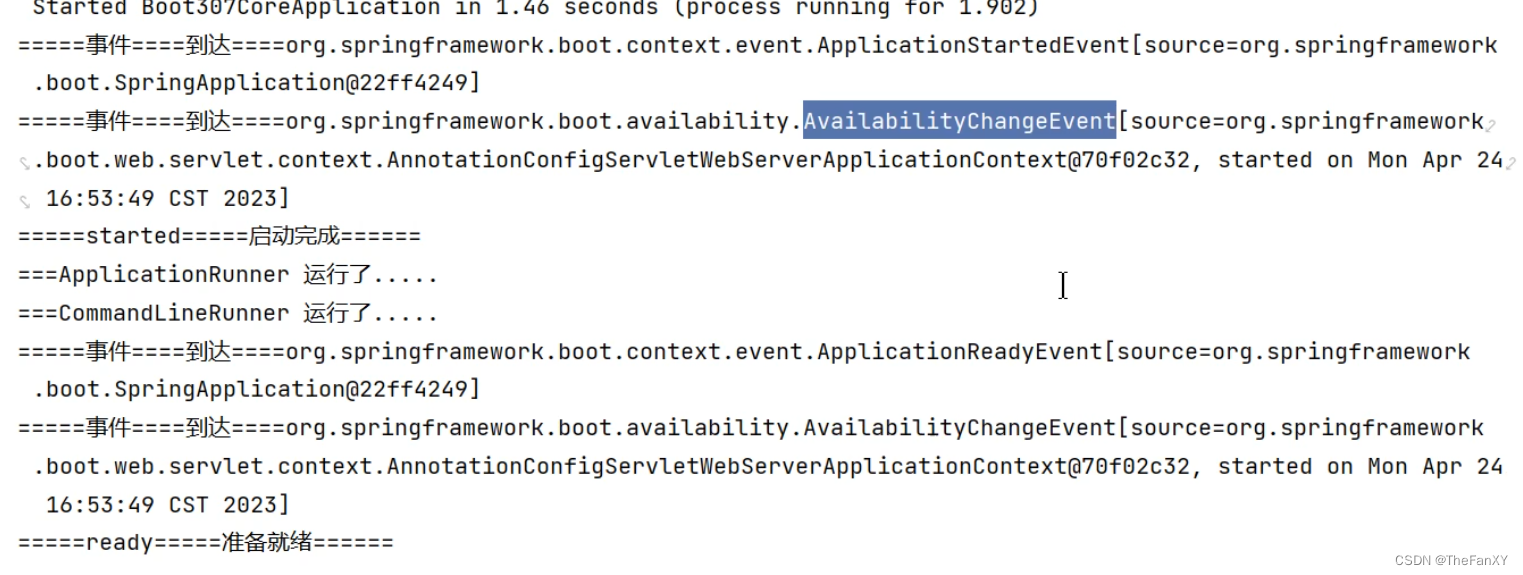 Started Boot307CoreApplication in 1.46 seconds (process running for 1.902)
=====事件====到达====org.springframework.boot.context.event.ApplicationStartedEvent[source=org.springframework
.boot.SpringApplication@22ff4249]
=====事件====到达====org.springframework.boot.availability.AvailabilityChangeEvent[source=org.springframework
.boot.web.servlet.context.AnnotationConfigServletWebServerApplicationContext@70f02c32, started on Mon Apr 24
16:53:49 CST 2023]
=====started=====启动完成======
===ApplicationRunner 运行了.....
===CommandLineRunner 运行了.....
=====事件====到达====org.springframework.boot.context.event.ApplicationReadyEvent[source=org.springframework
.boot.SpringApplication@22ff4249]
=====事件====到达====org.springframework.boot.availability.AvailabilityChangeEvent[source=org.springframework
.boot.web.servlet.context.AnnotationConfigServletWebServerApplicationContext@70f02c32, started on Mon Apr 24
16:53:49 CST 2023]
=====ready=====准备就绪======
CSDN @TheFanXY